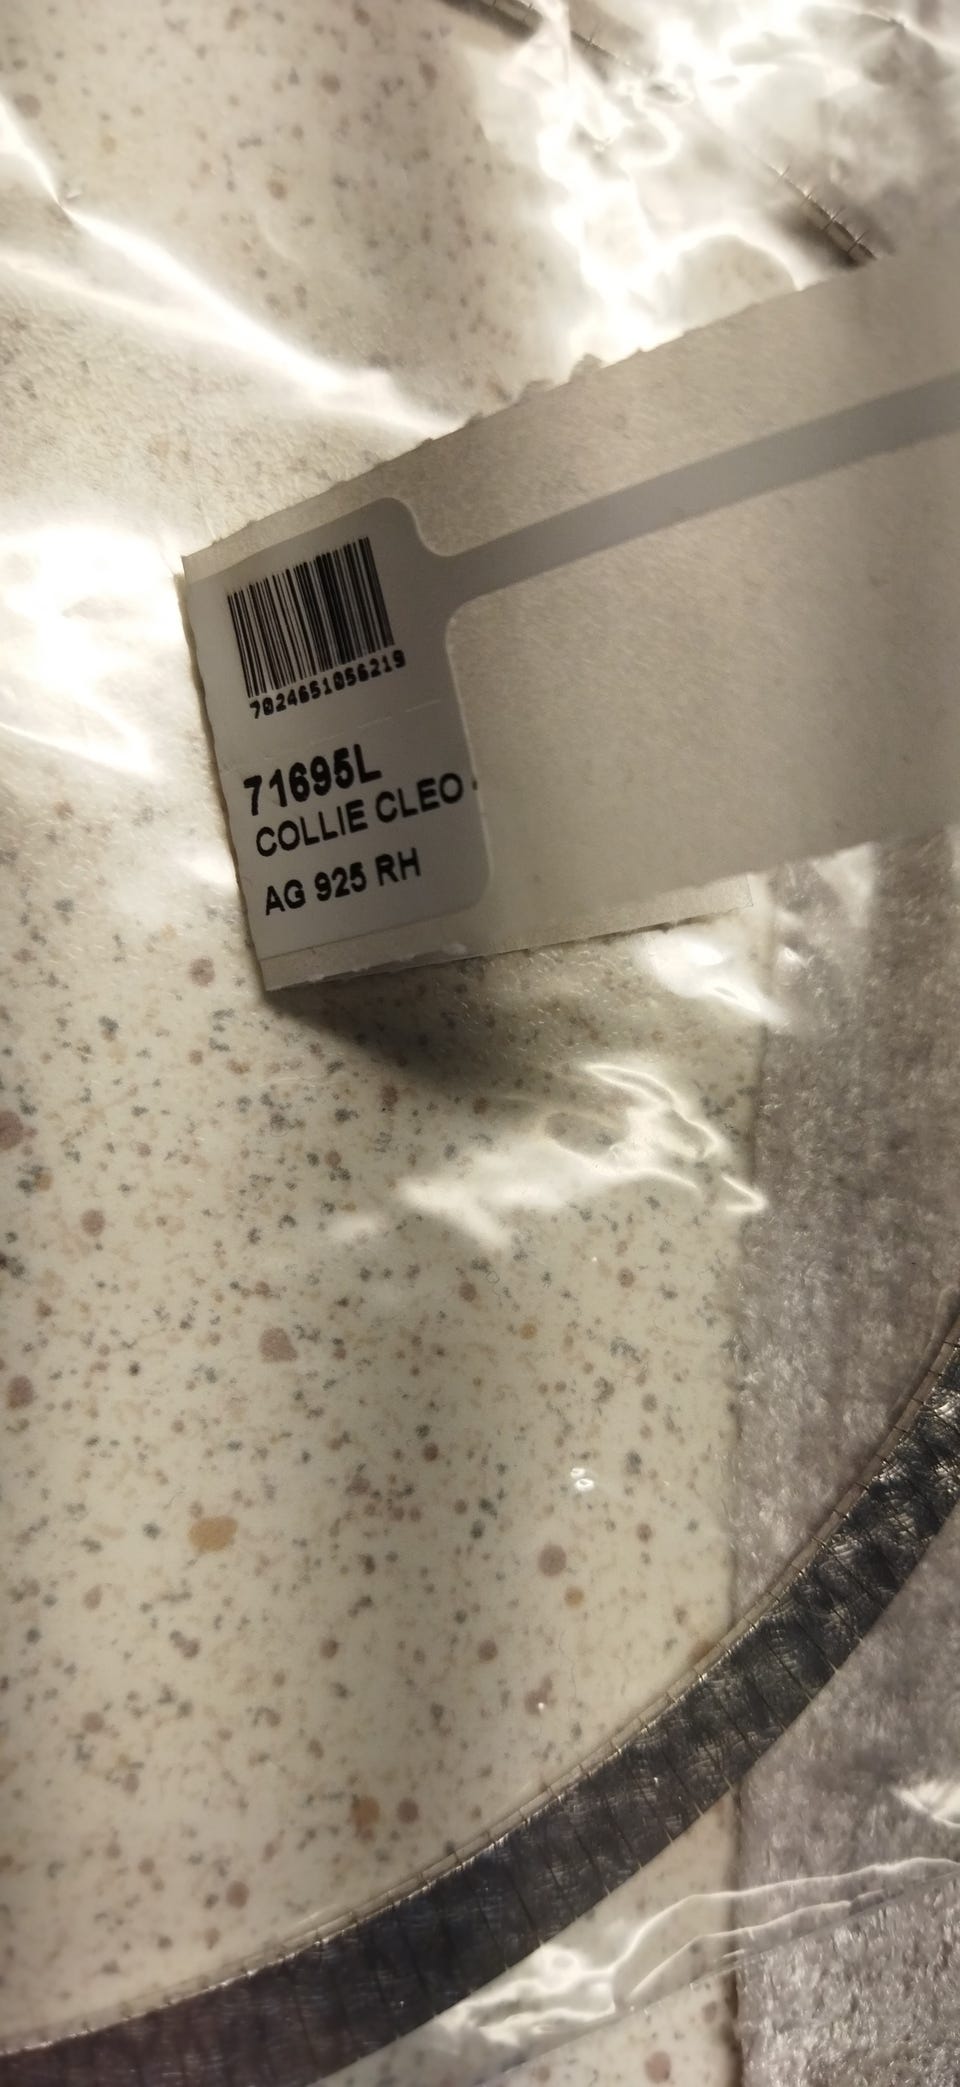 7024651056219
71695L
COLLIE CLEO
AG 925 RH